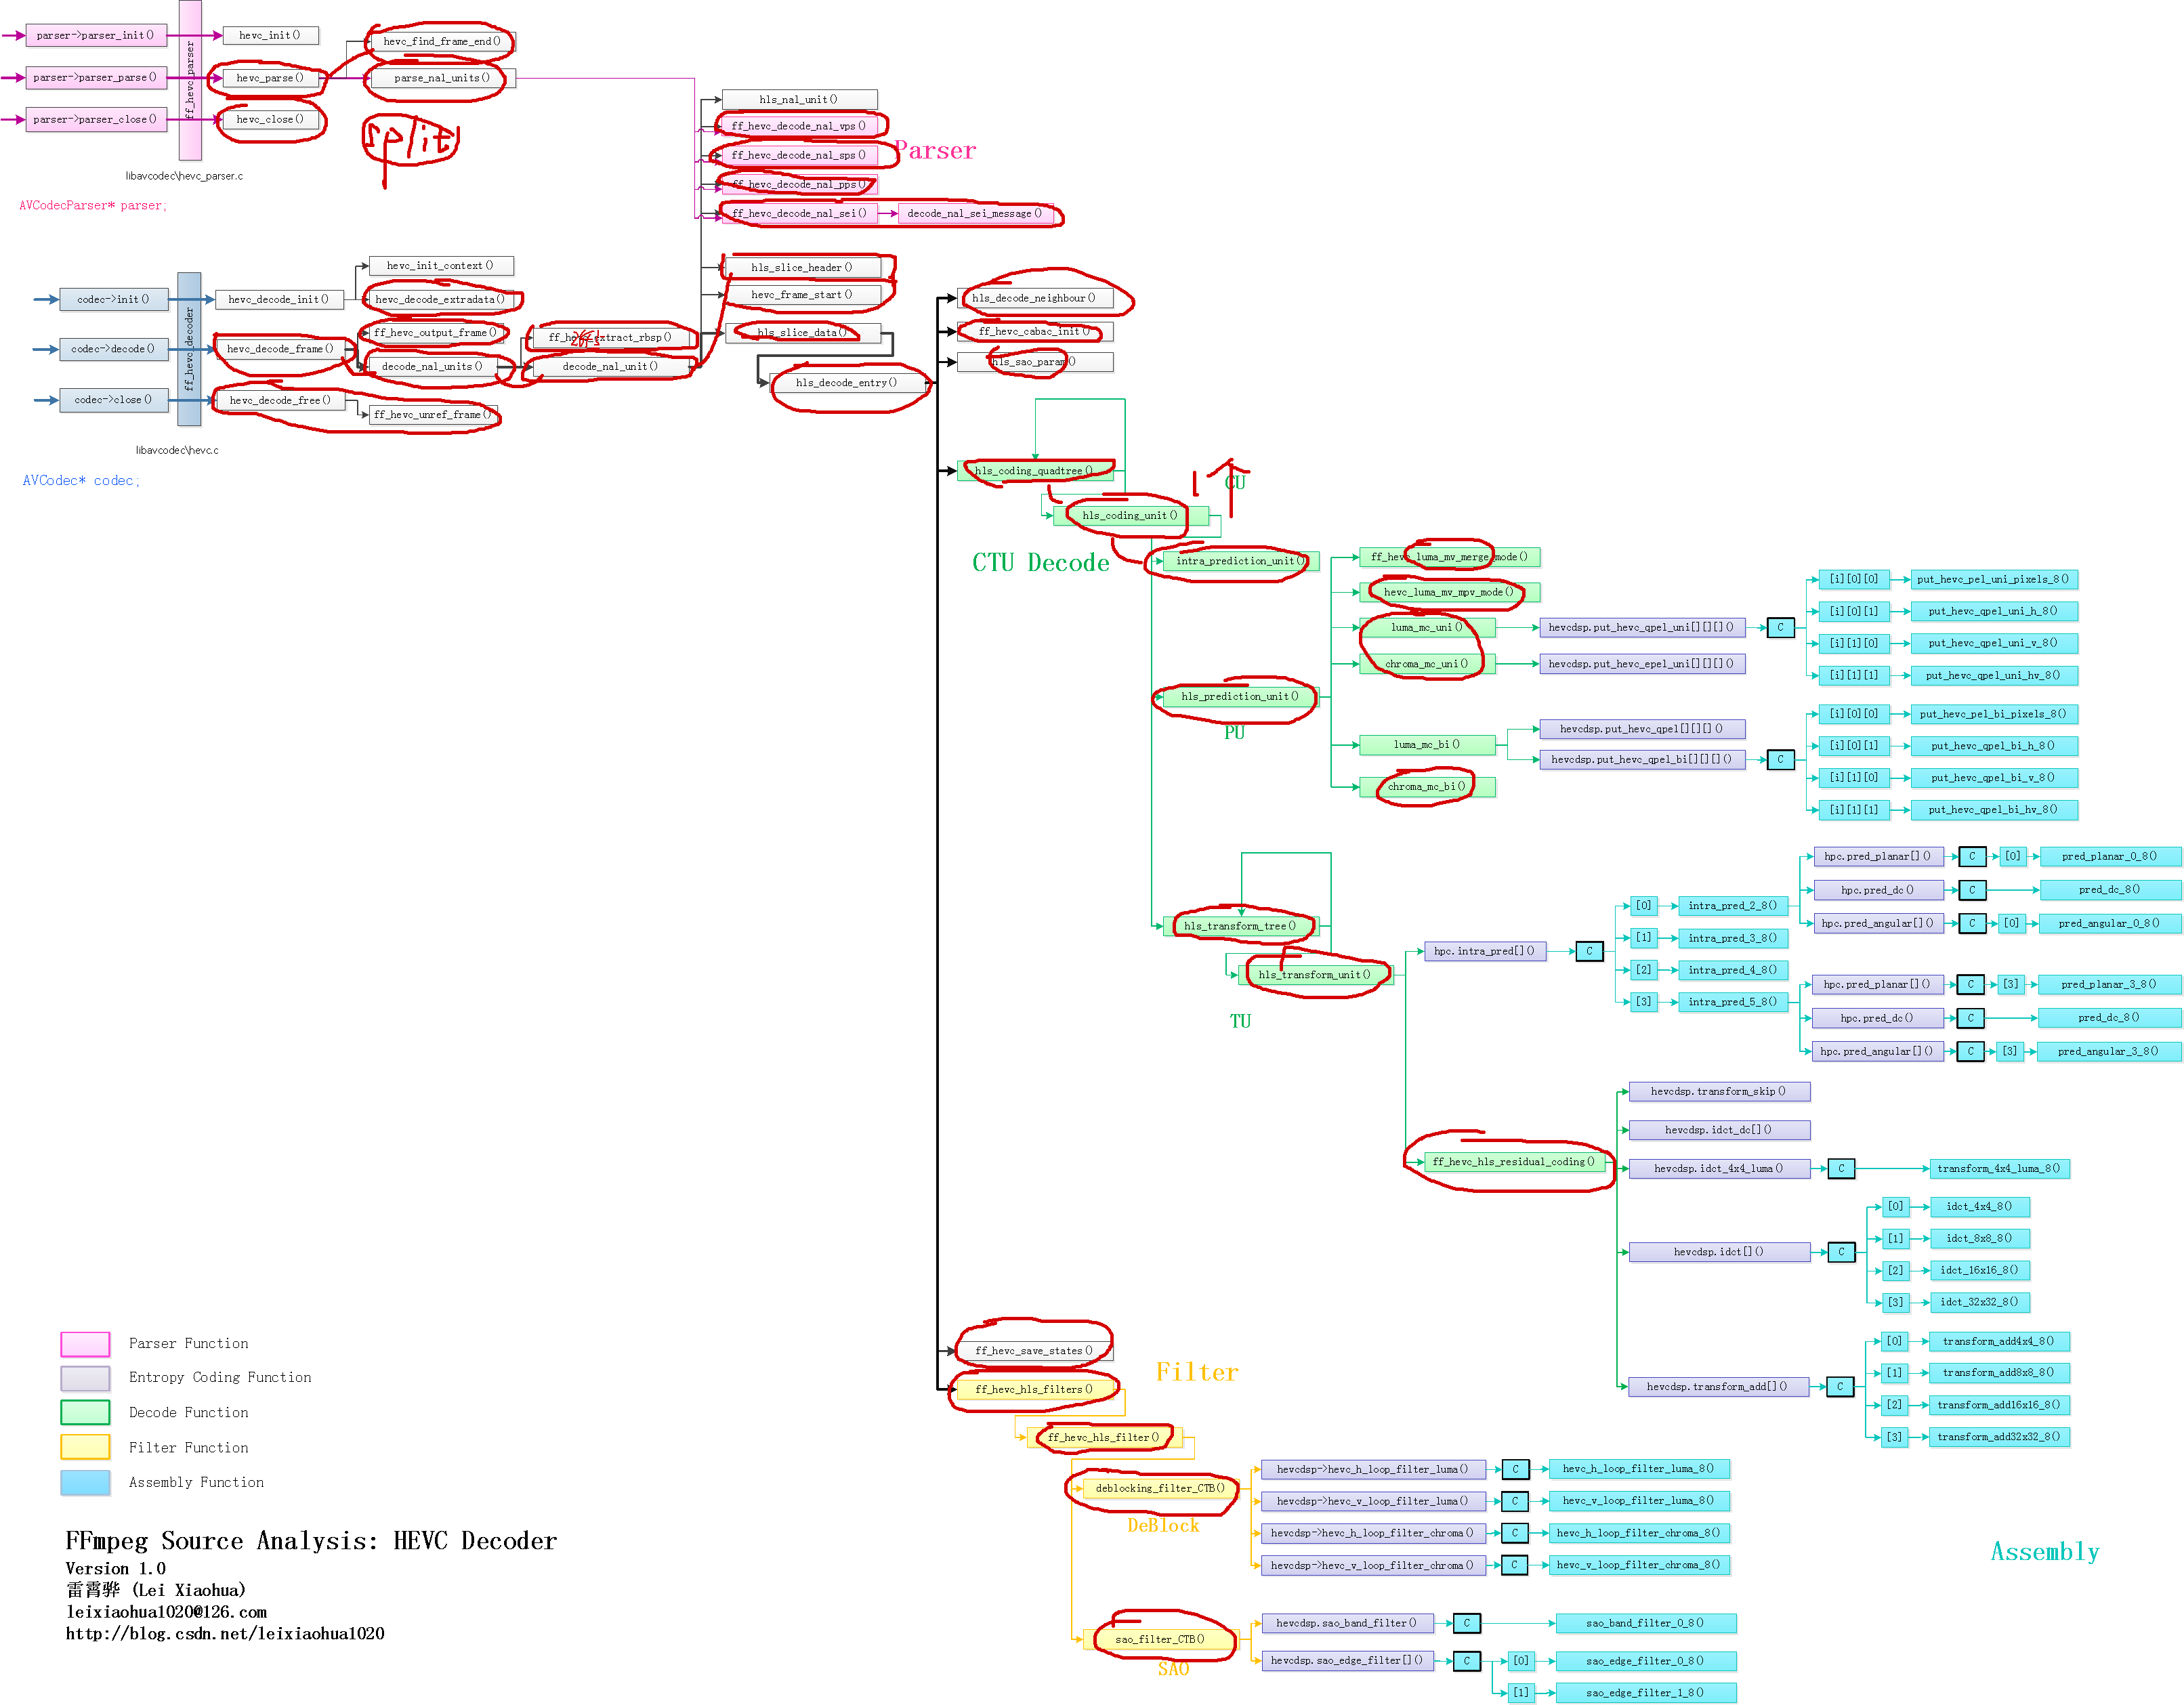 parser->parser_init()
hevc_init()
hevc_find_frame_end()
parser->parser_parse()
hevc_parse()
parse_nal_units()
parser->parser_close()
hevc_close()
ff_hevc_parser
split
libavcodec\hevc_parser.c
AVCodecParser* parser;
hls_nal_unit()
ff_hevc_decode_nal_vps()
ff_hevc_decode_nal_sps()
Parser
ff_hevc_decode_nal_pps()
ff_hevc_decode_nal_sei()
decode_nal_sei_message()
codec->init()
hevc_decode_init()
hevc_init_context()
hevc_decode_extradata()
codec->decode()
hevc_decode_frame()
ff_hevc_output_frame()
decode_nal_units()
extract_rbsp()
265
decode_nal_unit()
codec->close()
hevc_decode_free()
ff_hevc_unref_frame()
ff_hevc_decoder
libavcodec\hevc.c
AVCodec* codec;
hls_slice_header()
hevc_frame_start()
hls_slice_data()
hls_decode_entry()
hls_decode_neighbour()
ff_hevc_cabac_init()
hls_sao_param()
hls_coding_quadtree()
CU
hls_coding_unit()
CTU Decode
intra_prediction_unit()
hls_prediction_unit()
PU
ff_hevc_luma_mv_merge_mode()
hevc_luma_mv_mpv_mode()
luma_mc_uni()
hevcdsp.put_hevc_qpel_uni[][][]()
C
chroma_mc_uni()
hevcdsp.put_hevc_epel_uni[][][]()
[i][0][0]
put_hevc_pel_uni_pixels_8()
[i][0][1]
put_hevc_qpel_uni_h_8()
[i][1][0]
put_hevc_qpel_uni_v_8()
[i][1][1]
put_hevc_qpel_uni_hv_8()
luma_mc_bi()
hevcdsp.put_hevc_qpel[][][]()
hevcdsp.put_hevc_qpel_bi[][][]()
C
chroma_mc_bi()
[i][0][0]
put_hevc_pel_bi_pixels_8()
[i][0][1]
put_hevc_qpel_bi_h_8()
[i][1][0]
put_hevc_qpel_bi_v_8()
[i][1][1]
put_hevc_qpel_bi_hv_8()
hls_transform_tree()
hls_transform_unit()
TU
hpc.intra_pred[]()
C
[0]
intra_pred_2_8()
[1]
intra_pred_3_8()
[2]
intra_pred_4_8()
[3]
intra_pred_5_8()
hpc.pred_planar[]()
C
[0]
pred_planar_0_8()
hpc.pred_dc()
C
pred_dc_8()
hpc.pred_angular[]()
C
[0]
pred_angular_0_8()
hpc.pred_planar[]()
C
[3]
pred_planar_3_8()
hpc.pred_dc()
C
pred_dc_8()
hpc.pred_angular[]()
C
[3]
pred_angular_3_8()
ff_hevc_hls_residual_coding()
hevcdsp.transform_skip()
hevcdsp.idct_dc[]()
hevcdsp.idct_4x4_luma()
C
transform_4x4_luma_8()
hevcdsp.idct[]()
C
[0]
idct_4x4_8()
[1]
idct_8x8_8()
[2]
idct_16x16_8()
[3]
idct_32x32_8()
hevcdsp.transform_add[]()
C
[0]
transform_add4x4_8()
[1]
transform_add8x8_8()
[2]
transform_add16x16_8()
[3]
transform_add32x32_8()
ff_hevc_save_states()
ff_hevc_hls_filters()
Filter
ff_hevc_hls_filter()
deblocking_filter_CTB()
DeBlock
hevcdsp->hevc_h_loop_filter_luma()
C
hevc_h_loop_filter_luma_8()
hevcdsp->hevc_v_loop_filter_luma()
C
hevc_v_loop_filter_luma_8()
hevcdsp->hevc_h_loop_filter_chroma()
C
hevc_h_loop_filter_chroma_8()
hevcdsp->hevc_v_loop_filter_chroma()
C
hevc_v_loop_filter_chroma_8()
Assembly
sao_filter_CTB()
SAO
hevcdsp.sao_band_filter()
C
sao_band_filter_0_8()
hevcdsp.sao_edge_filter[]()
C
[0]
sao_edge_filter_0_8()
[1]
sao_edge_filter_1_8()
Parser Function
Entropy Coding Function
Decode Function
Filter Function
Assembly Function
FFmpeg Source Analysis: HEVC Decoder
Version 1.0
雷霄骅 (Lei Xiaohua)
leixiaohua1020@126.com
http://blog.csdn.net/leixiaohua1020